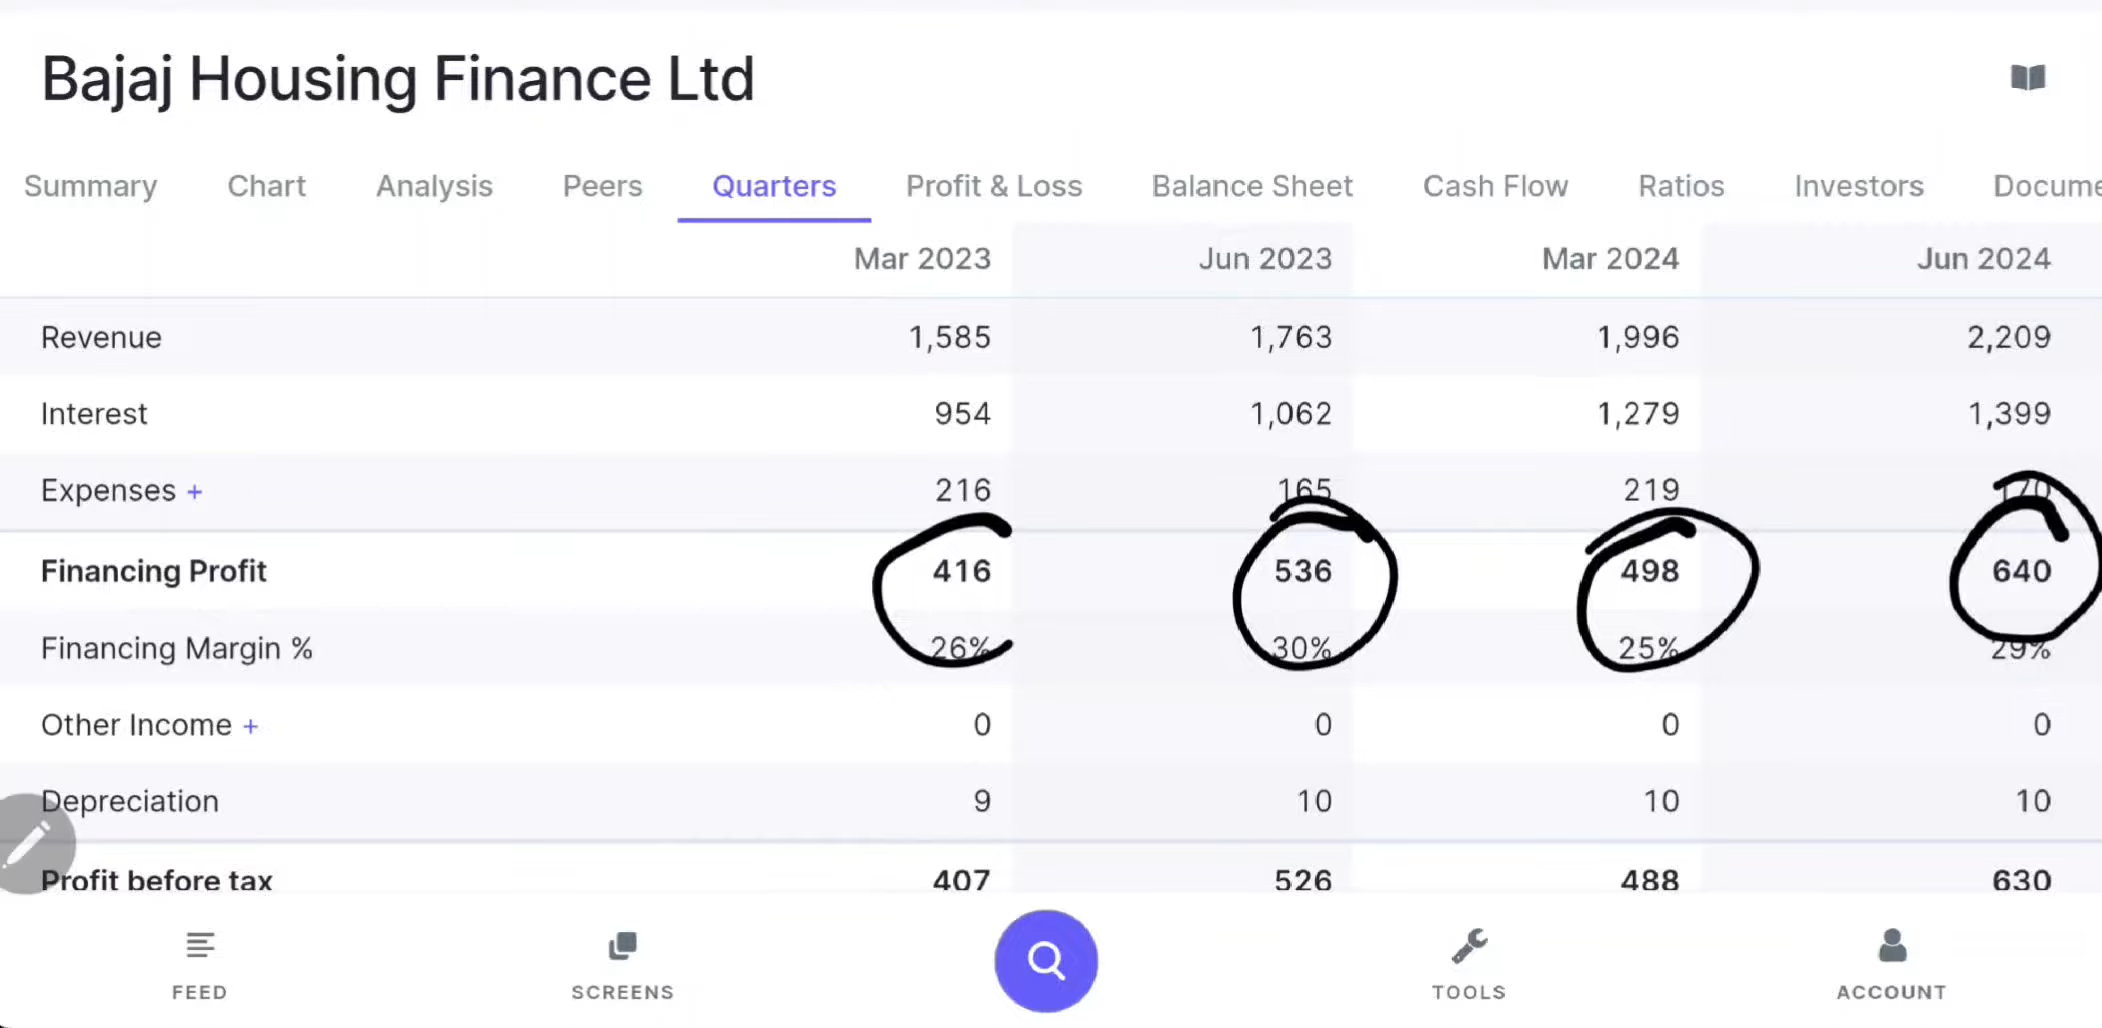 Bajaj Housing Finance Ltd
Summary Chart Analysis Peers Quarters Profit & Loss Balance Sheet Cash Flow Ratios Investors Docume
Mar 2023 Jun 2023 Mar 2024 Jun 2024
Revenue 1,585 1,763 1,996 2,209
Interest 954 1,062 1,279 1,399
Expenses + 216 165 219 170
Financing Profit 416 536 498 640
Financing Margin % 26% 30% 25% 29%
Other Income + 0 0 0 0
Depreciation 9 10 10 10
Profit before tax 407 526 488 630
FEED SCREENS TOOLS ACCOUNT